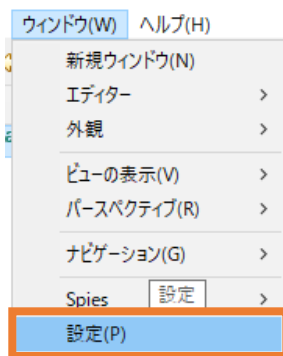 ウィンドウ(W) ヘルプ(H)
新規ウィンドウ(N)
エディター
外観
ビューの表示(V)
パースペクティブ(R)
ナビゲーション(G)
Spies 設定
設定(P)